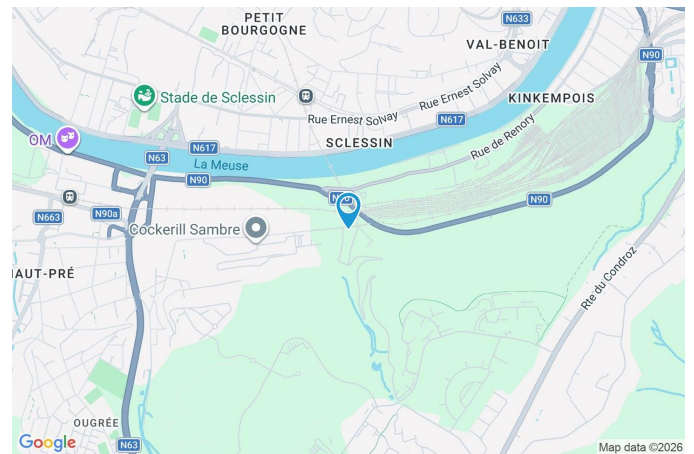 PETIT
BOURGOGNE
N633
VAL-BENOIT
N90
Stade de Sclessin
Rue Ernest Solvay
Rue Ernest Solvay
KINKEMPOIS
N617
OM
N617
SCLESSIN
Rue de Renory
N63
La Meuse
N90
N663
N90a
N90
Cockerill Sambre
HAUT-PRÉ
Rte du Condroz
OUGRÉE
N63
Google
Map data ©2026